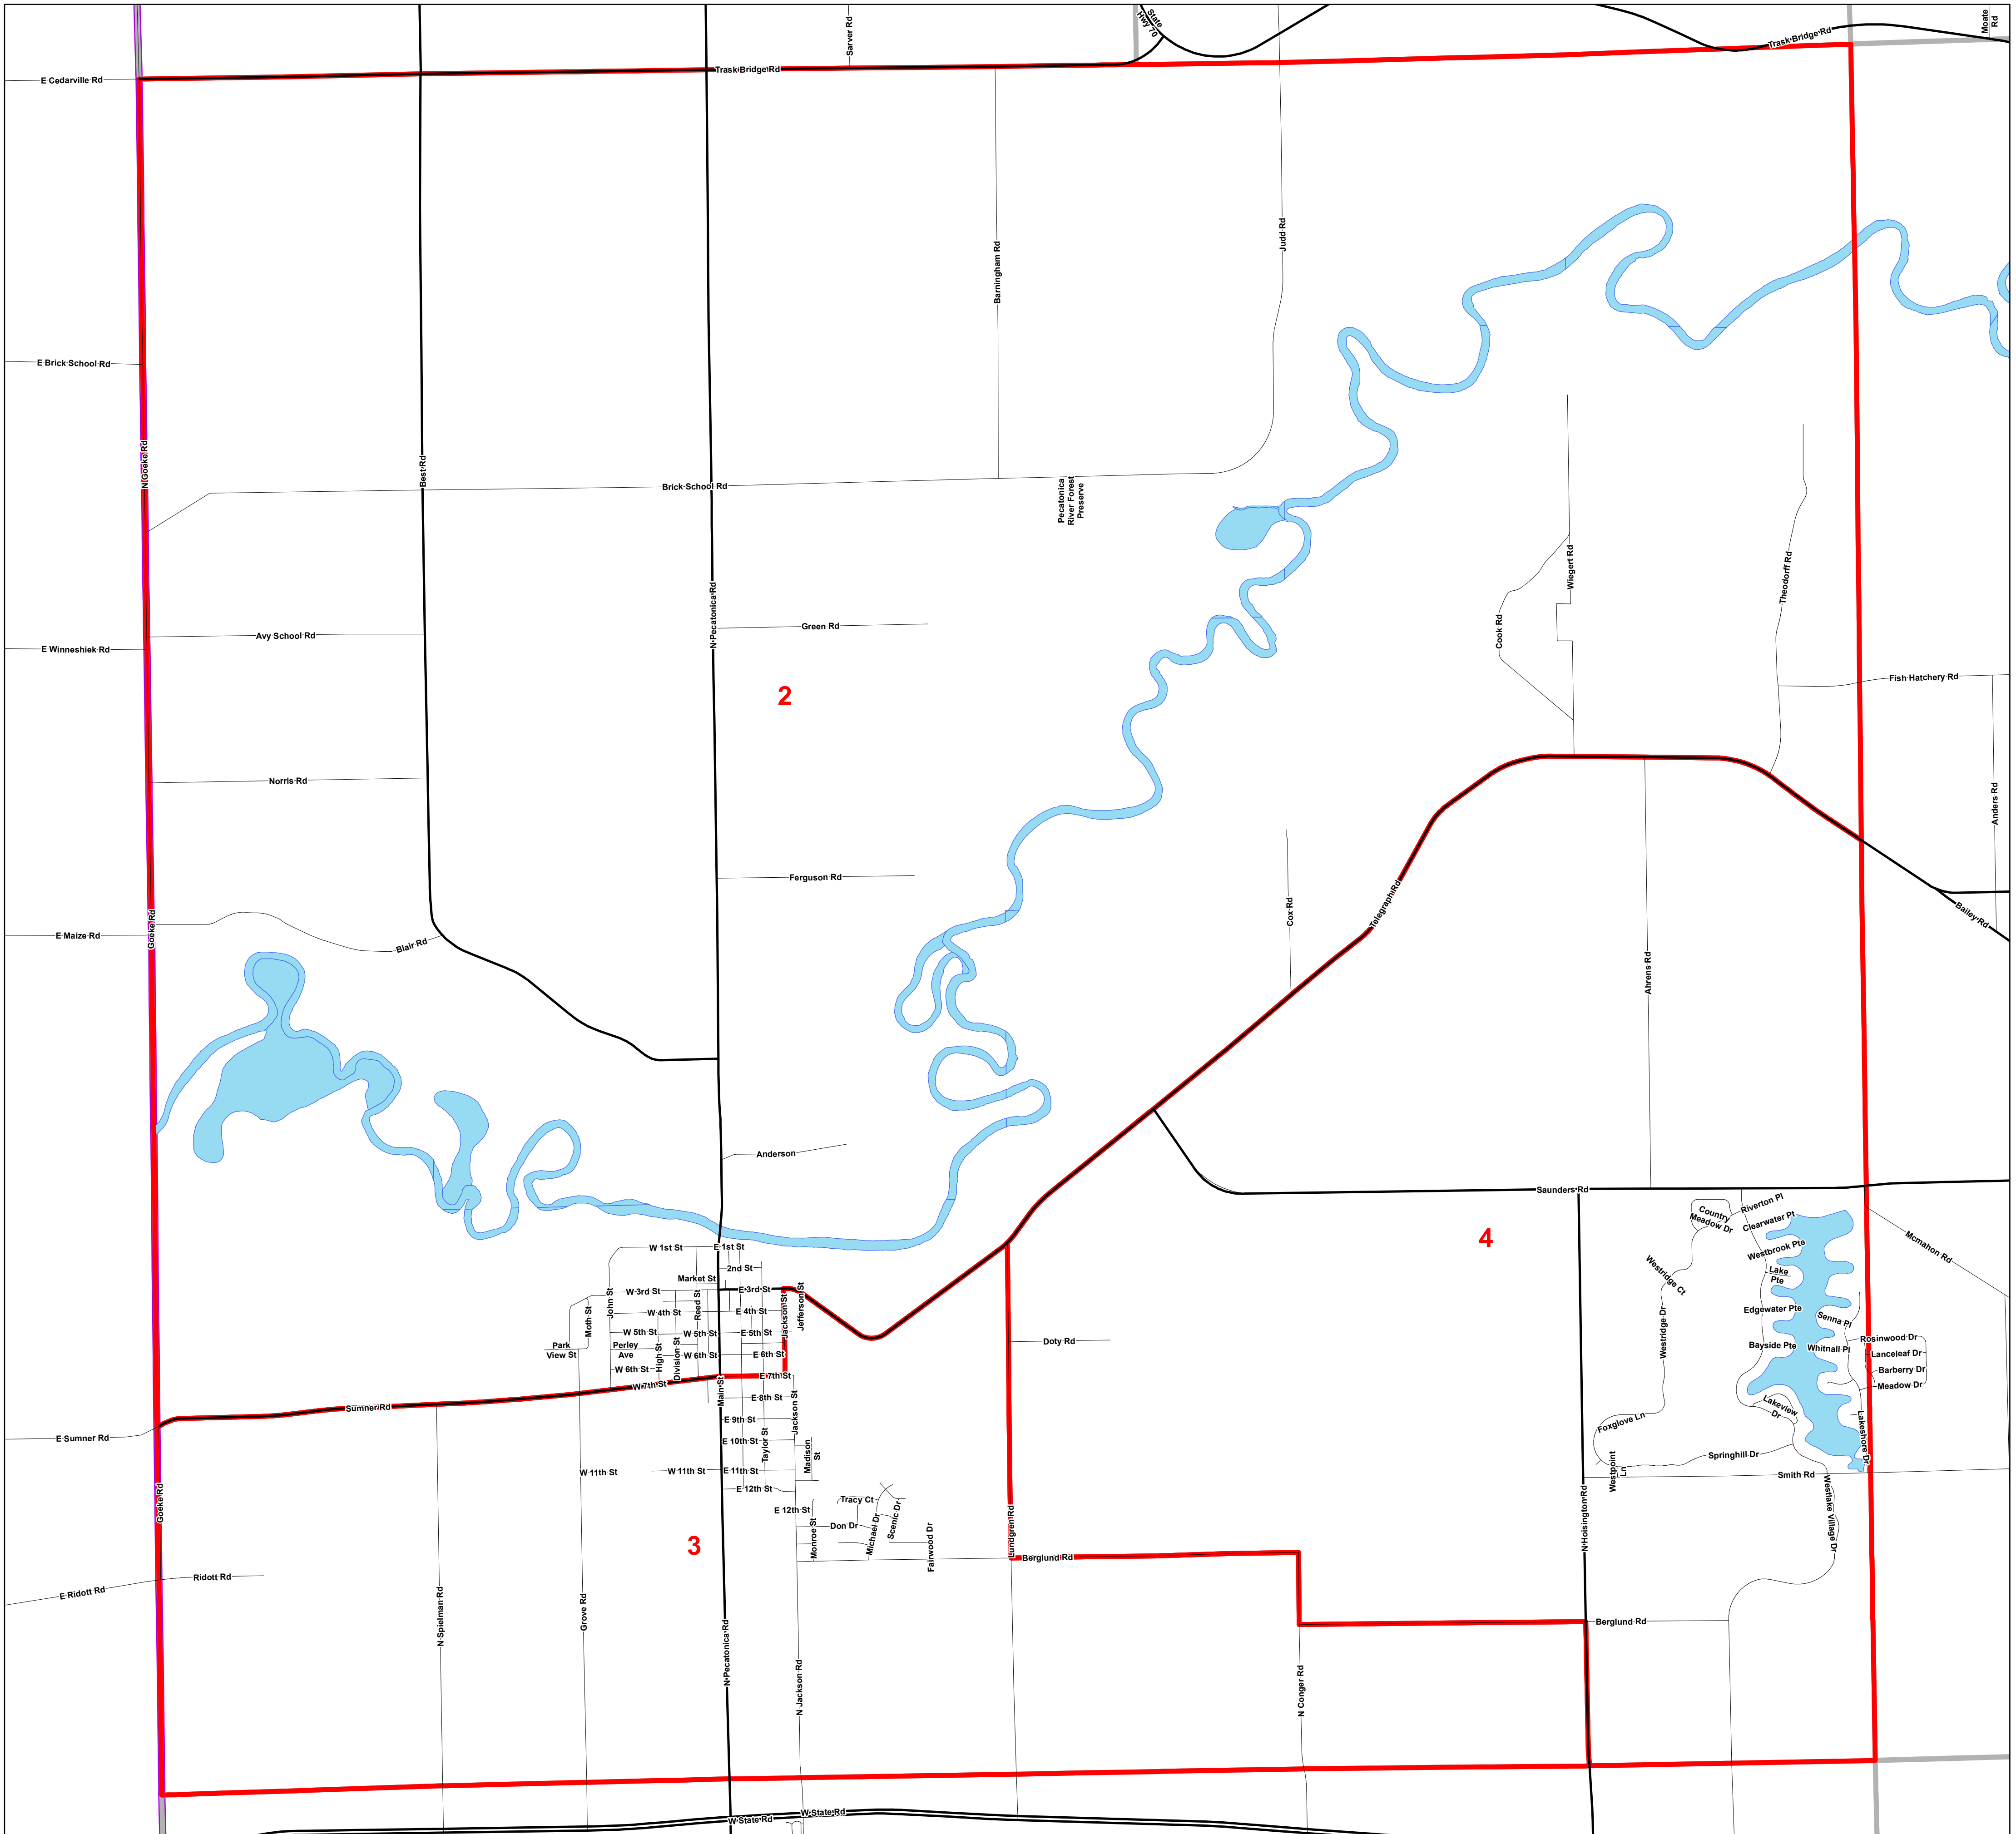 State
Hwy 70
Sarver Rd
Moate
Rd
Trask Bridge Rd
Trask Bridge Rd
E Cedarville Rd
Judd Rd
Barningham Rd
E Brick School Rd
N Goeke Rd
Best Rd
Brick School Rd
Pecatonica
River Forest
Preserve
Wiegert Rd
Theodorff Rd
N Pecatonica Rd
Green Rd
Cook Rd
Avy School Rd
E Winneshiek Rd
2
Fish Hatchery Rd
Norris Rd
Anders Rd
Ferguson Rd
Telegraph Rd
Cox Rd
Bailey Rd
Goeke Rd
E Maize Rd
Blair Rd
Ahrens Rd
Anderson
Saunders Rd
Riverton Pl
Country
Meadow Dr
Clearwater Pt
4
Mcmahon Rd
Westbrook Pte
W 1st St
E 1st St
2nd St
Lake
Pte
Westridge Ct
Market St
W 3rd St
E 3rd St
John St
Reed St
Jackson St
Jefferson St
Moth St
W 4th St
E 4th St
Edgewater Pte
Senna Pl
Westridge Dr
W 5th St
W 5th St
E 5th St
Rosinwood Dr
Doty Rd
Park
View St
Perley
Ave
High St
Division St
W 6th St
E 6th St
Bayside Pte
Whitnall Pl
Lanceleaf Dr
W 6th St
Barberry Dr
E 7th St
W 7th St
Main St
Meadow Dr
E 8th St
Jackson St
Sumner Rd
Lakeview
Dr
E 9th St
Foxglove Ln
Lakeshore Dr
E Sumner Rd
E 10th St
Taylor St
Madison
St
Springhill Dr
W 11th St
W 11th St
E 11th St
Westpoint
Ln
Smith Rd
E 12th St
Goeke Rd
Tracy Ct
E 12th St
Scenic Dr
Westlake Village Dr
Don Dr
Michael Dr
Monroe St
N Hoisington Rd
Lundgren Rd
3
Fairwood Dr
Berglund Rd
Ridott Rd
E Ridott Rd
N Spielman Rd
Grove Rd
Berglund Rd
N Pecatonica Rd
N Jackson Rd
N Conger Rd
W State Rd
W State Rd